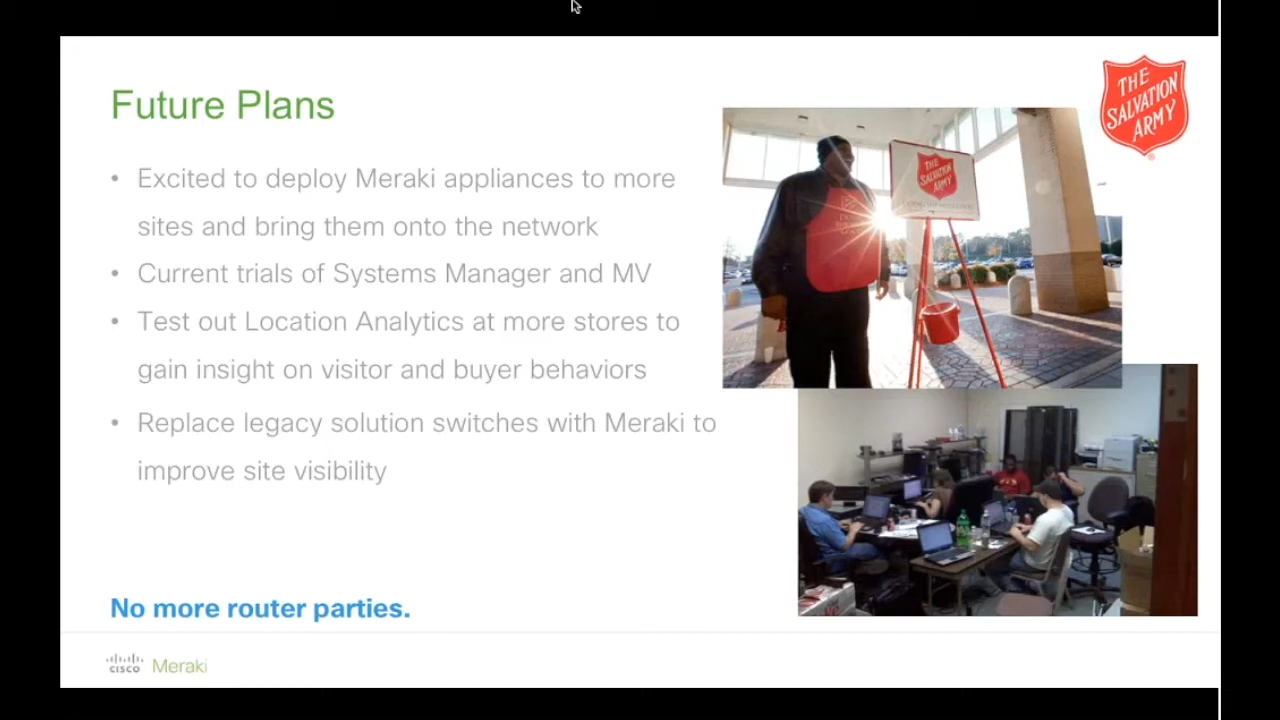 Future Plans
THE
SALVATION
ARMY
• Excited to deploy Meraki appliances to more
sites and bring them onto the network
• Current trials of Systems Manager and MV
• Test out Location Analytics at more stores to
gain insight on visitor and buyer behaviors
• Replace legacy solution switches with Meraki to
improve site visibility
THE
SALVATION
ARMY
No more router parties.
CISCO Meraki